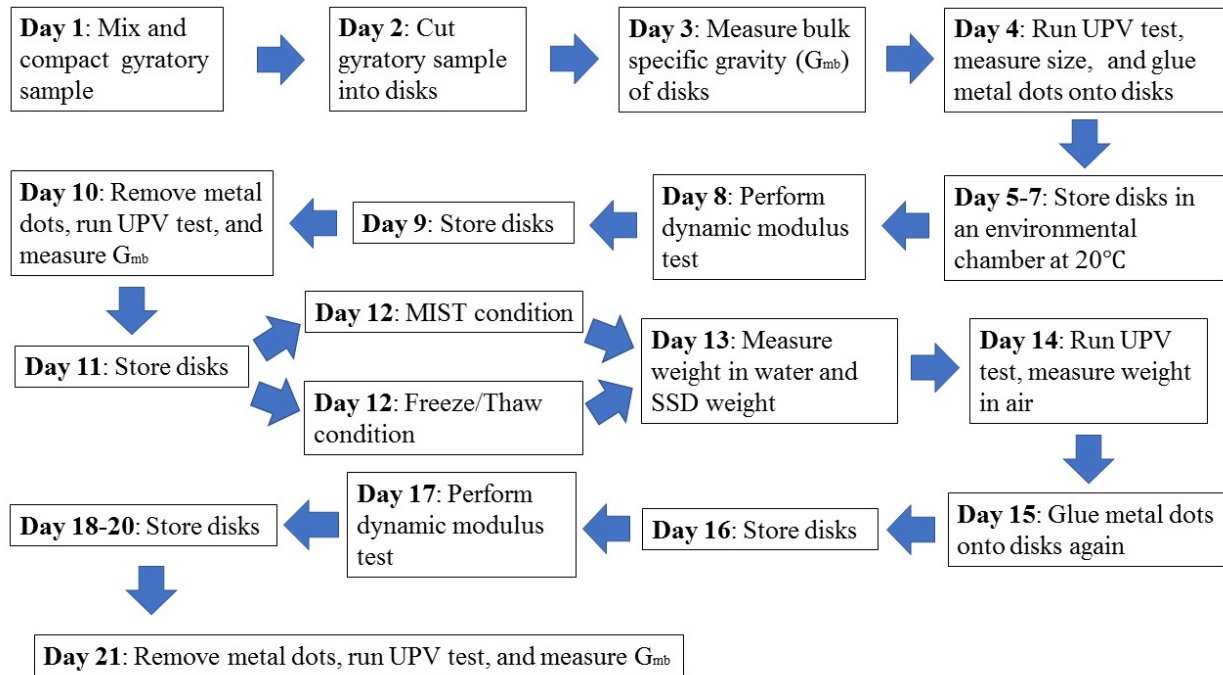 Day 1: Mix and
compact gyratory
sample
Day 2: Cut
gyratory sample
into disks
Day 3: Measure bulk
specific gravity (Gmb)
of disks
Day 4: Run UPV test,
measure size, and glue
metal dots onto disks
Day 5-7: Store disks in
an environmental
chamber at 20°C
Day 8: Perform
dynamic modulus
test
Day 9: Store disks
Day 10: Remove metal
dots, run UPV test, and
measure Gmb
Day 11: Store disks
Day 12: MIST condition
Day 12: Freeze/Thaw
condition
Day 13: Measure
weight in water and
SSD weight
Day 14: Run UPV
test, measure weight
in air
Day 15: Glue metal dots
onto disks again
Day 16: Store disks
Day 17: Perform
dynamic modulus
test
Day 18-20: Store disks
Day 21: Remove metal dots, run UPV test, and measure Gmb